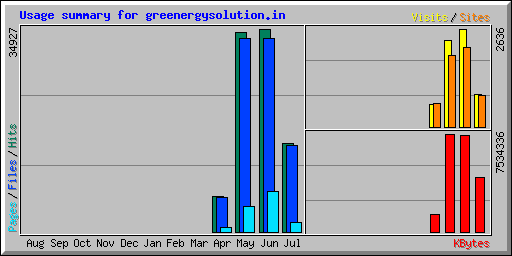 Usage summary for greenergysolution.in
Visits/Sites
34927
2636
Pages/Files/Hits
7534336
Aug Sep Oct Nov Dec Jan Feb Mar Apr May Jun Jul
KBytes